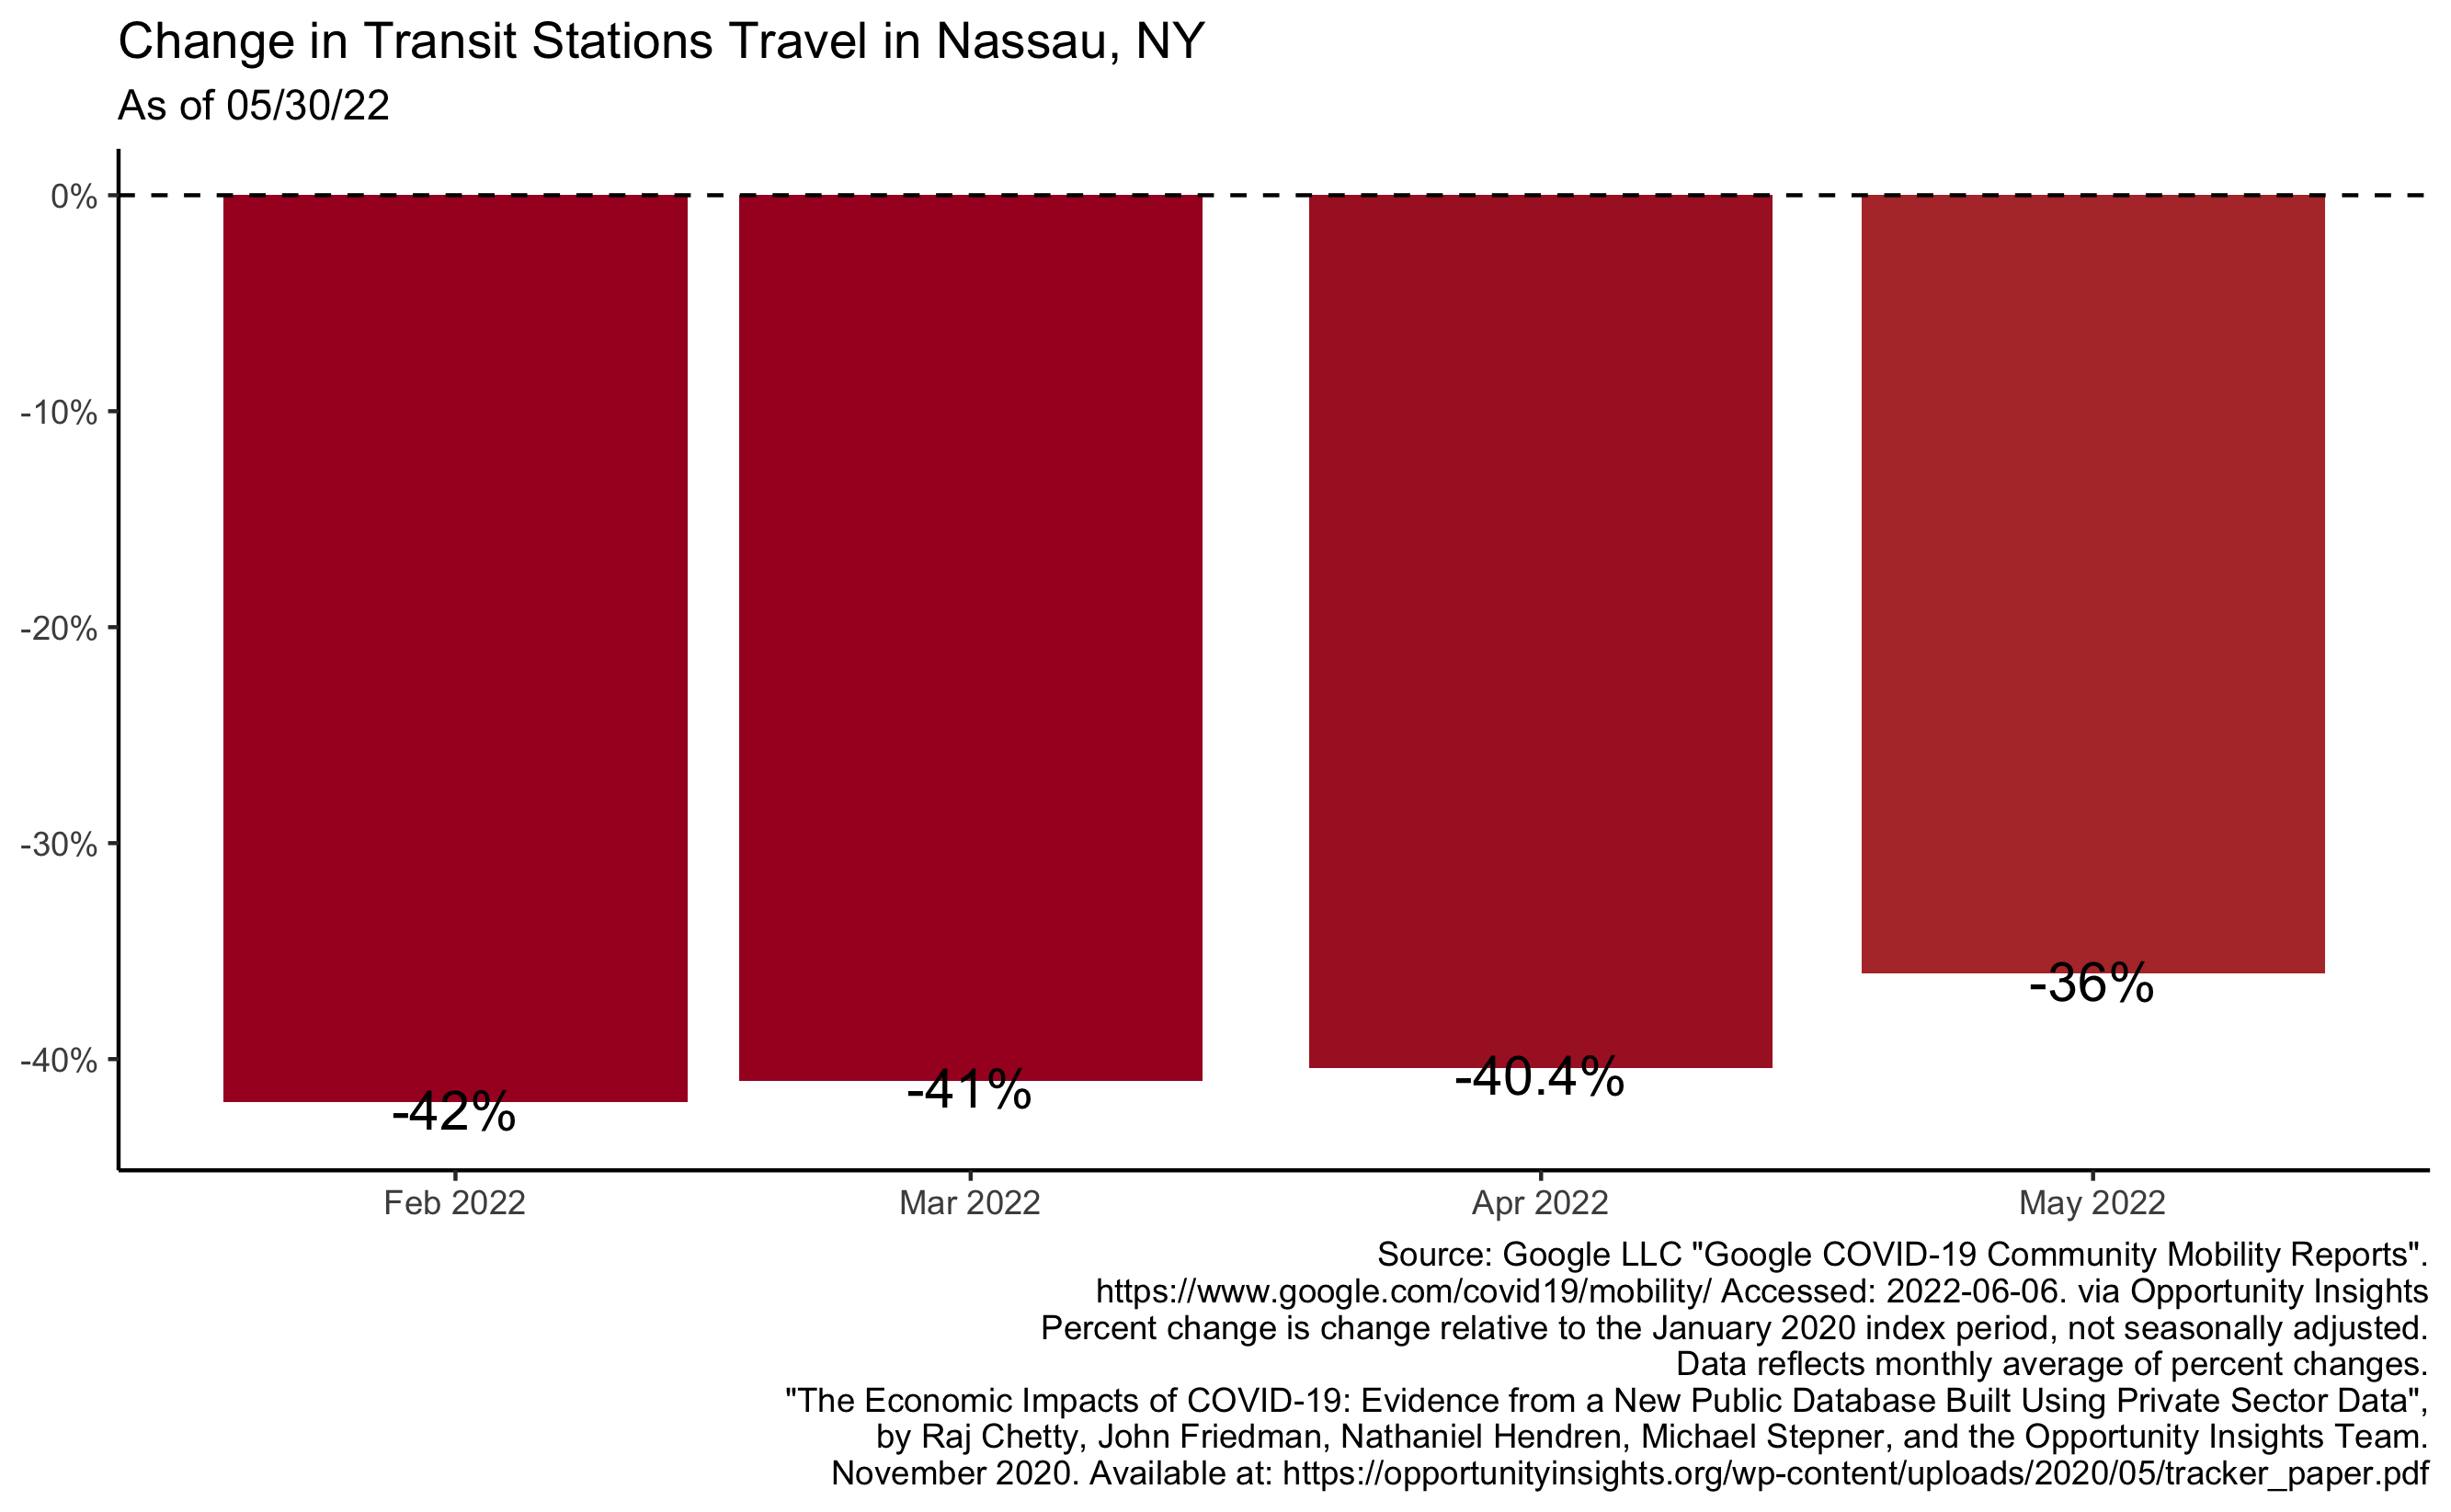 Change in Transit Stations Travel in Nassau, NY
As of 05/30/22
0%
-10%
-20%
-30%
-40%
-42%
-41%
-40.4%
-36%
Feb 2022
Mar 2022
Apr 2022
May 2022
Source: Google LLC "Google COVID-19 Community Mobility Reports".
https://www.google.com/covid19/mobility/ Accessed: 2022-06-06. via Opportunity Insights
Percent change is change relative to the January 2020 index period, not seasonally adjusted.
Data reflects monthly average of percent changes.
"The Economic Impacts of COVID-19: Evidence from a New Public Database Built Using Private Sector Data",
by Raj Chetty, John Friedman, Nathaniel Hendren, Michael Stepner, and the Opportunity Insights Team.
November 2020. Available at: https://opportunityinsights.org/wp-content/uploads/2020/05/tracker_paper.pdf